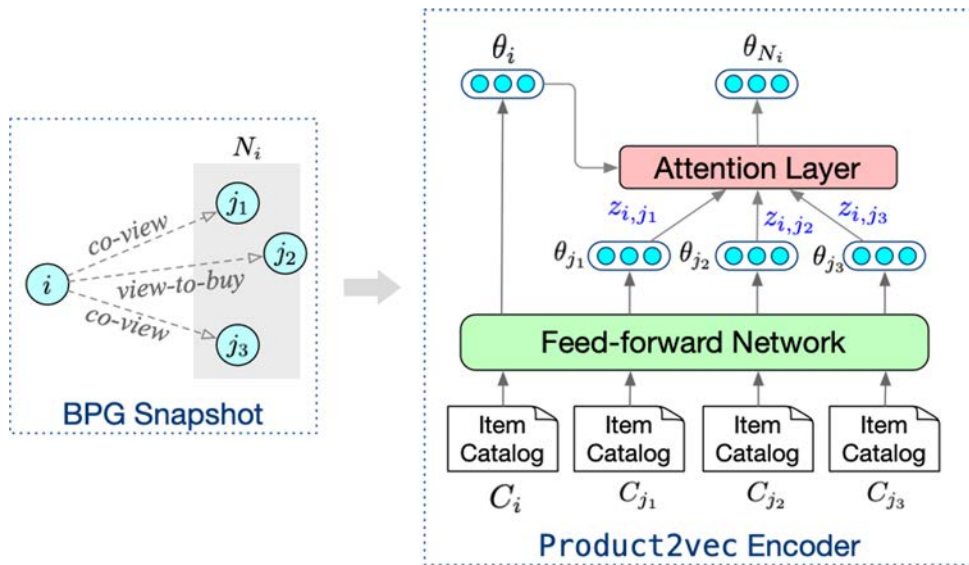 N_i
j_1
co-view
j_2
i
view-to-buy
co-view
j_3
BPG Snapshot
θ_i
θ_{N_i}
Attention Layer
z_{i,j_1}
z_{i,j_2}
z_{i,j_3}
θ_{j_1}
θ_{j_2}
θ_{j_3}
Feed-forward Network
Item
Catalog
Item
Catalog
Item
Catalog
Item
Catalog
C_i
C_{j_1}
C_{j_2}
C_{j_3}
Product2vec Encoder